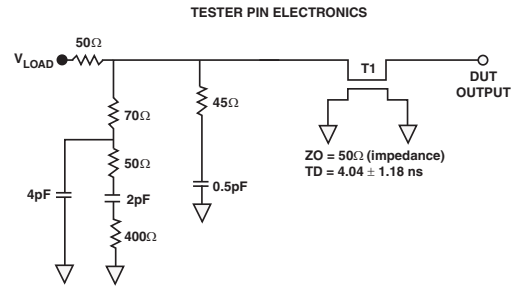 TESTER PIN ELECTRONICS
50Ω
VLOAD
T1
DUT
OUTPUT
70Ω
45Ω
50Ω
ZO = 50Ω (impedance)
TD = 4.04 ± 1.18 ns
4pF
2pF
0.5pF
400Ω